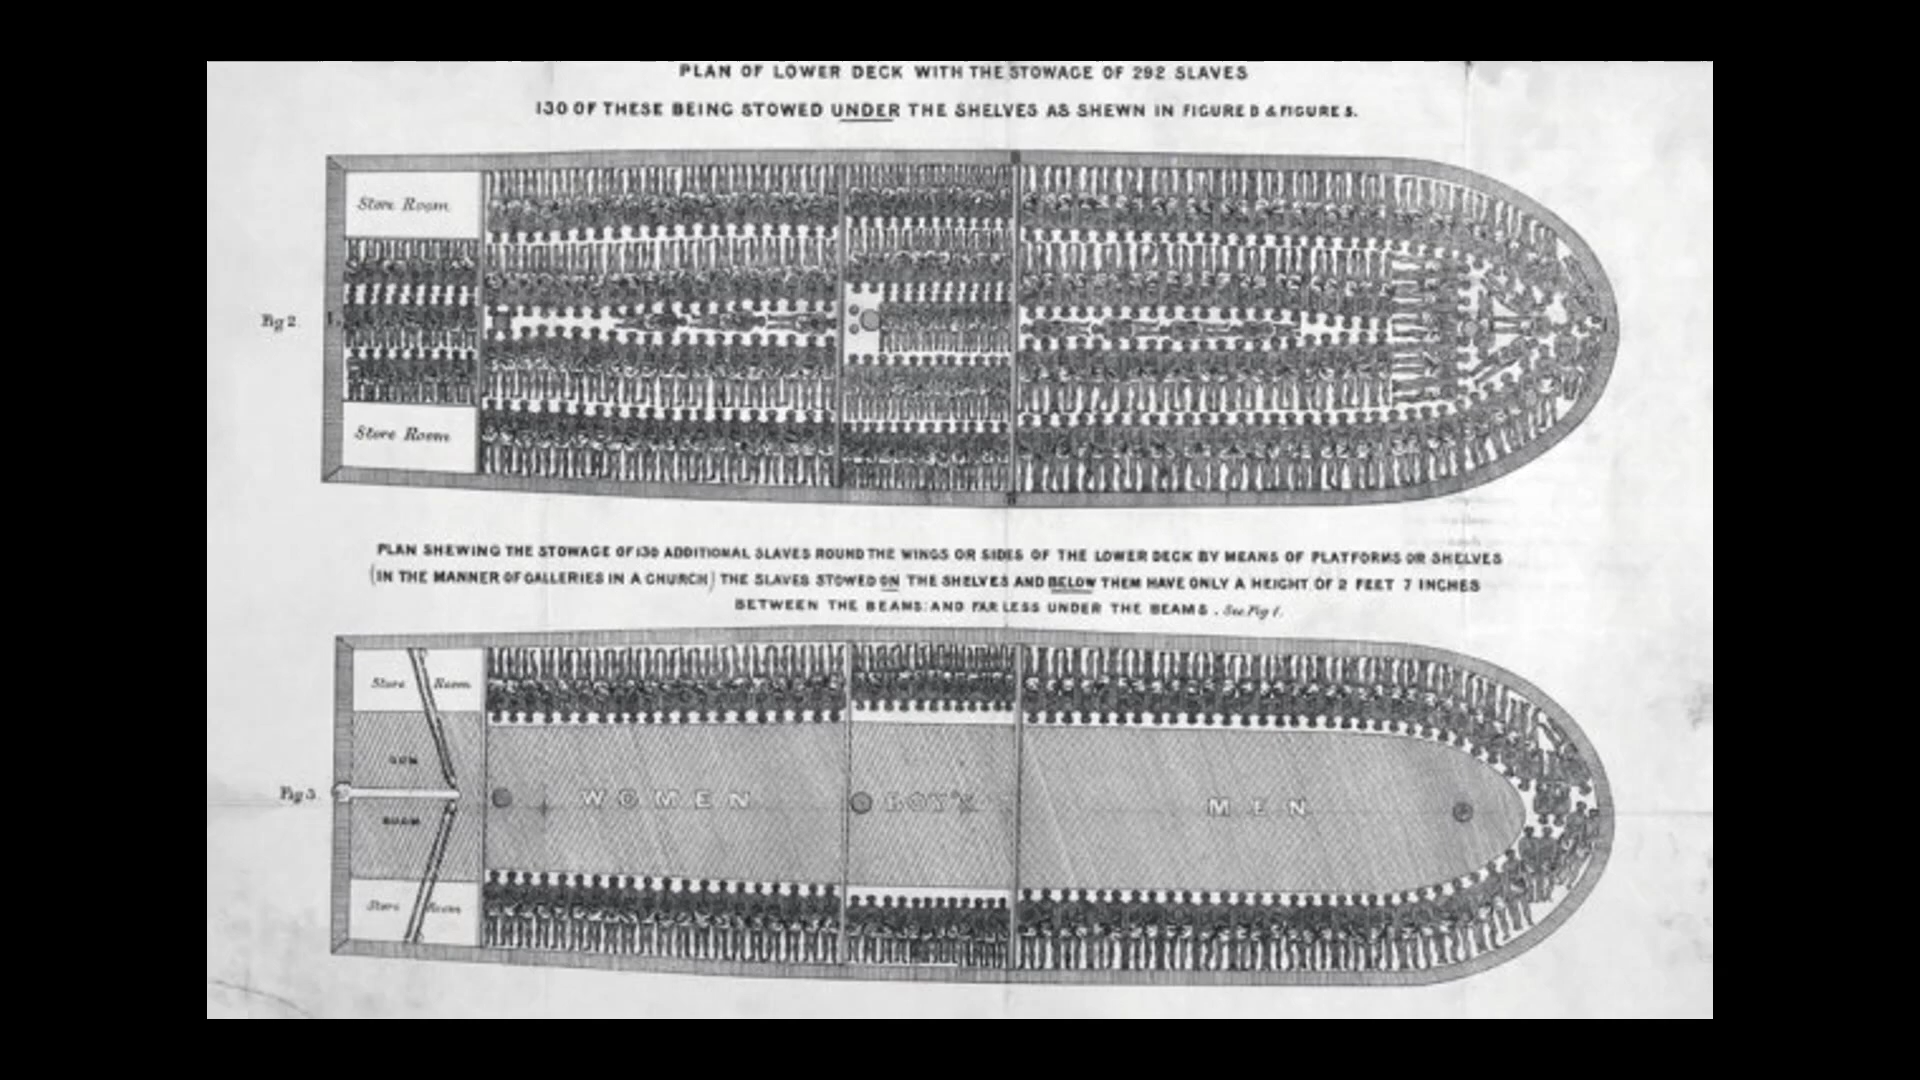 PLAN OF LOWER DECK WITH THE STOWAGE OF 292 SLAVES
130 OF THESE BEING STOWED UNDER THE SHELVES AS SHEWN IN FIGURE D & FIGURE 5.
Store Room
Fig 2.
Store Room
PLAN SHEWING THE STOWAGE OF 130 ADDITIONAL SLAVES ROUND THE WINGS OR SIDES OF THE LOWER DECK BY MEANS OF PLATFORMS OR SHELVES
(IN THE MANNER OF GALLERIES IN A CHURCH) THE SLAVES STOWED ON THE SHELVES AND BELOW THEM HAVE ONLY A HEIGHT OF 2 FEET 7 INCHES
BETWEEN THE BEAMS: AND FAR LESS UNDER THE BEAMS. See Fig 1.
Store Room
GUN
Fig 3. WOMEN BOY'S MEN
ROOM
Store Room